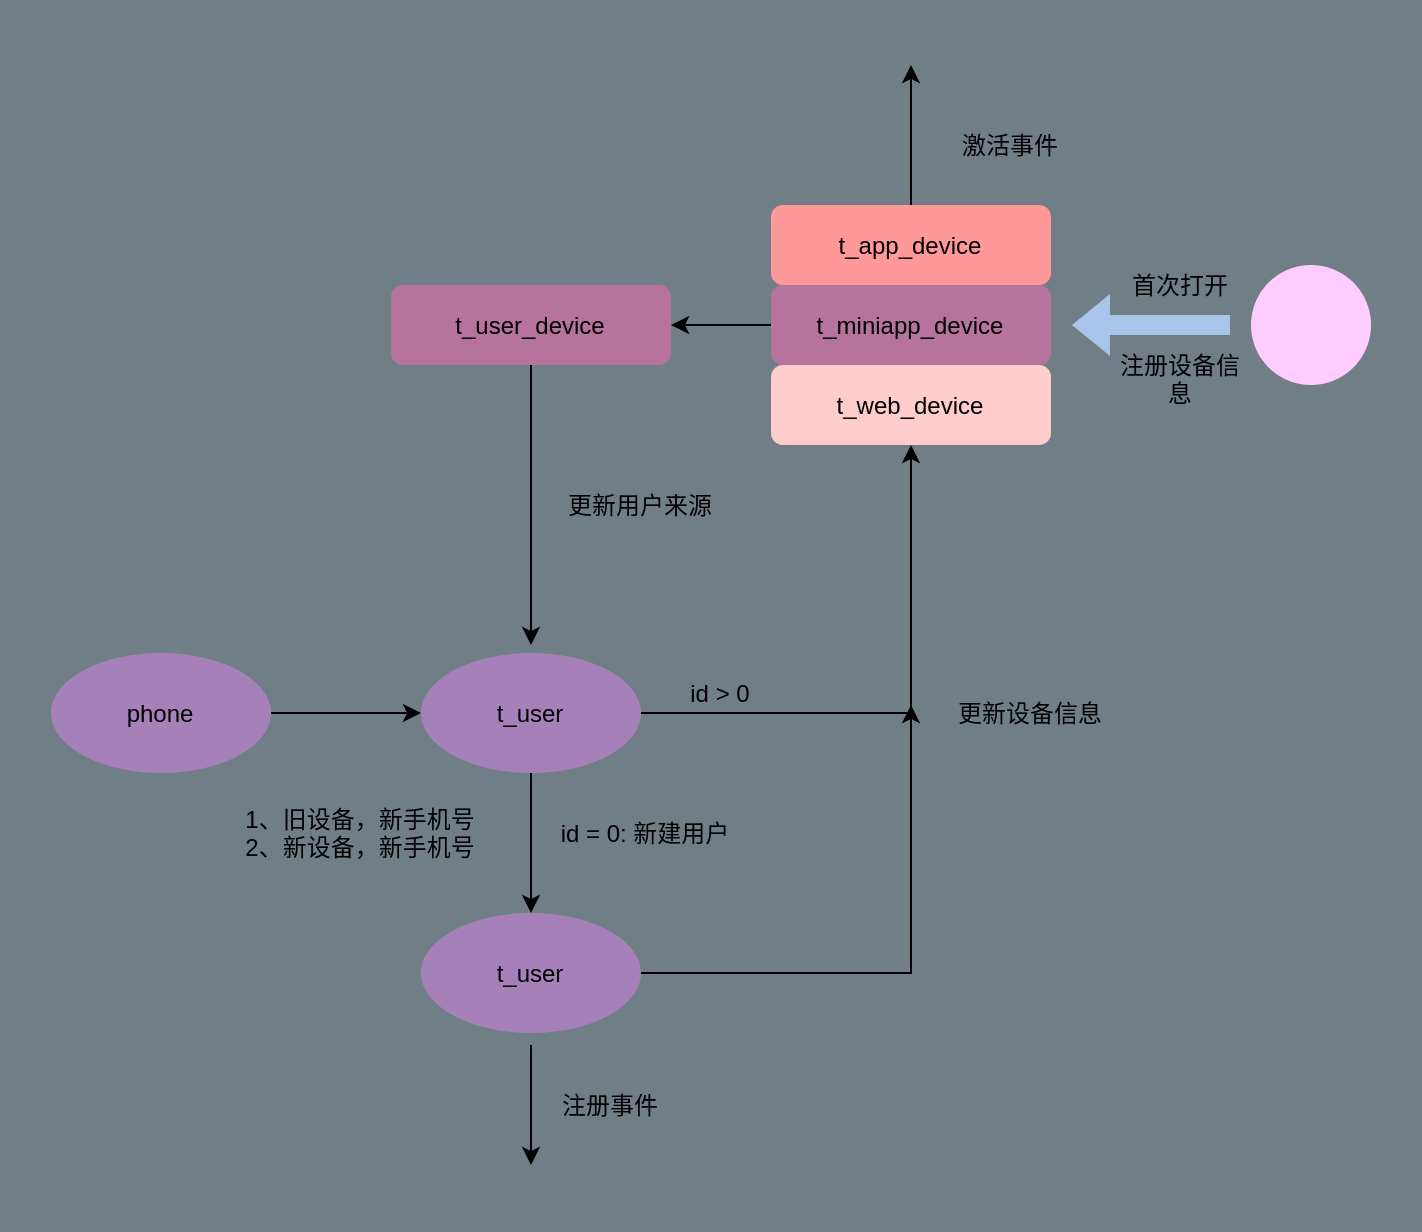 激活事件
t_app_device
首次打开
t_user_device
t_miniapp_device
注册设备信
息
t_web_device
更新用户来源
phone
t_user
id > 0
更新设备信息
1、旧设备，新手机号
2、新设备，新手机号
id = 0: 新建用户
t_user
注册事件